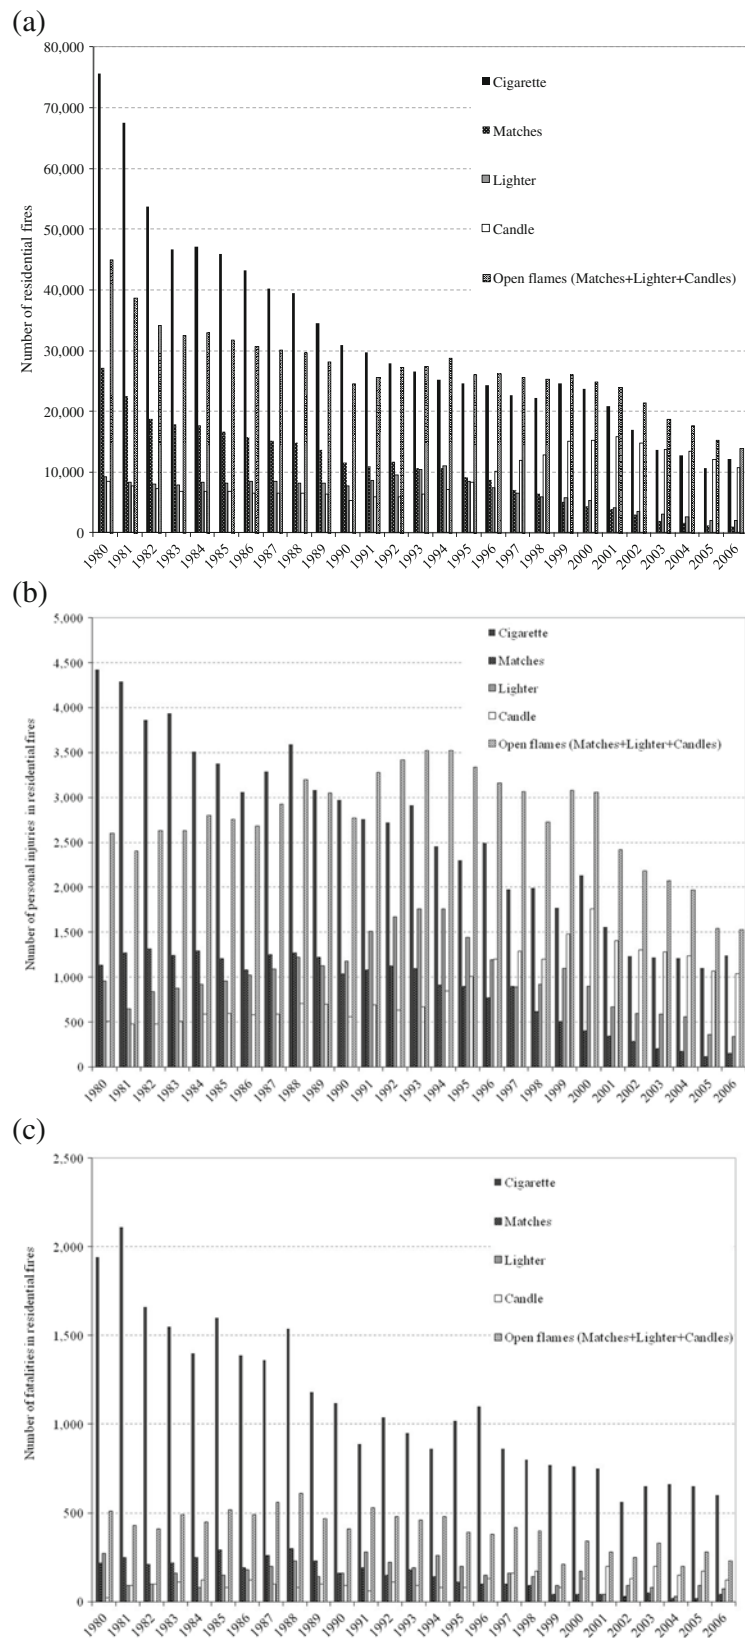 (a)
80,000
70,000
60,000
50,000
40,000
30,000
20,000
10,000
0
Number of residential fires
Cigarette
Matches
Lighter
Candle
Open flames (Matches+Lighter+Candles)
1980 1981 1982 1983 1984 1985 1986 1987 1988 1989 1990 1991 1992 1993 1994 1995 1996 1997 1998 1999 2000 2001 2002 2003 2004 2005 2006
(b)
5,000
4,500
4,000
3,500
3,000
2,500
2,000
1,500
1,000
500
0
Number of personal injuries in residential fires
Cigarette
Matches
Lighter
Candle
Open flames (Matches+Lighter+Candles)
1980 1981 1982 1983 1984 1985 1986 1987 1988 1989 1990 1991 1992 1993 1994 1995 1996 1997 1998 1999 2000 2001 2002 2003 2004 2005 2006
(c)
2,500
2,000
1,500
1,000
500
0
Number of fatalities in residential fires
Cigarette
Matches
Lighter
Candle
Open flames (Matches+Lighter+Candles)
1980 1981 1982 1983 1984 1985 1986 1987 1988 1989 1990 1991 1992 1993 1994 1995 1996 1997 1998 1999 2000 2001 2002 2003 2004 2005 2006